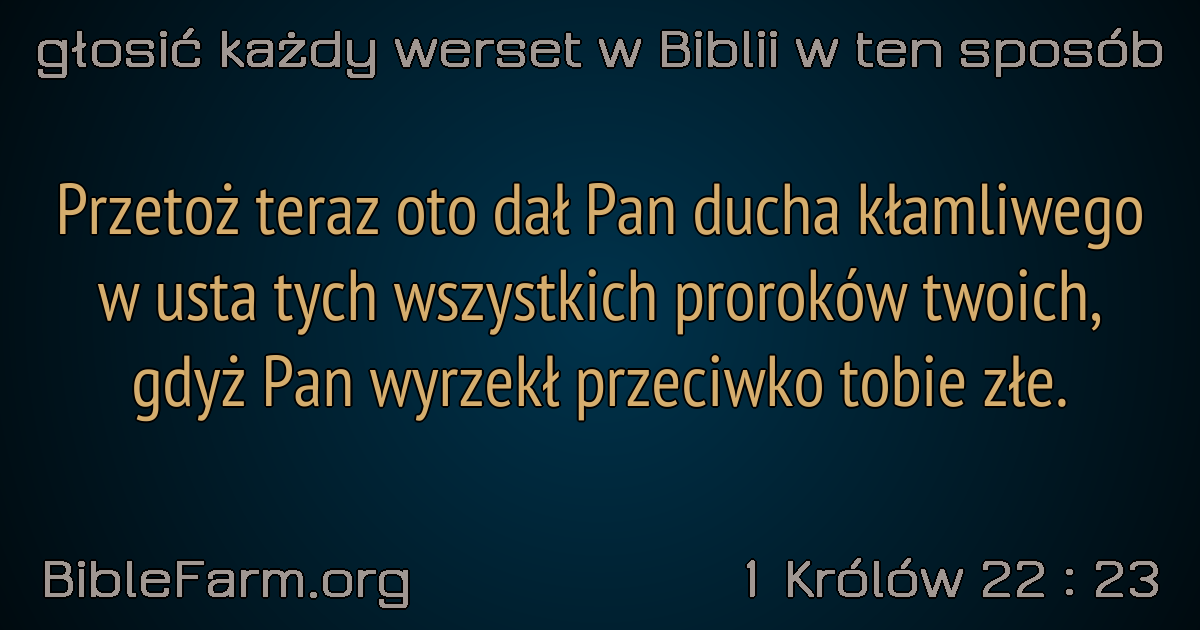 głosić każdy werset w Biblii w ten sposób
Przetoż teraz oto dał Pan ducha kłamliwego
w usta tych wszystkich proroków twoich,
gdyż Pan wyrzekł przeciwko tobie złe.
BibleFarm.org
1 Królów 22 : 23